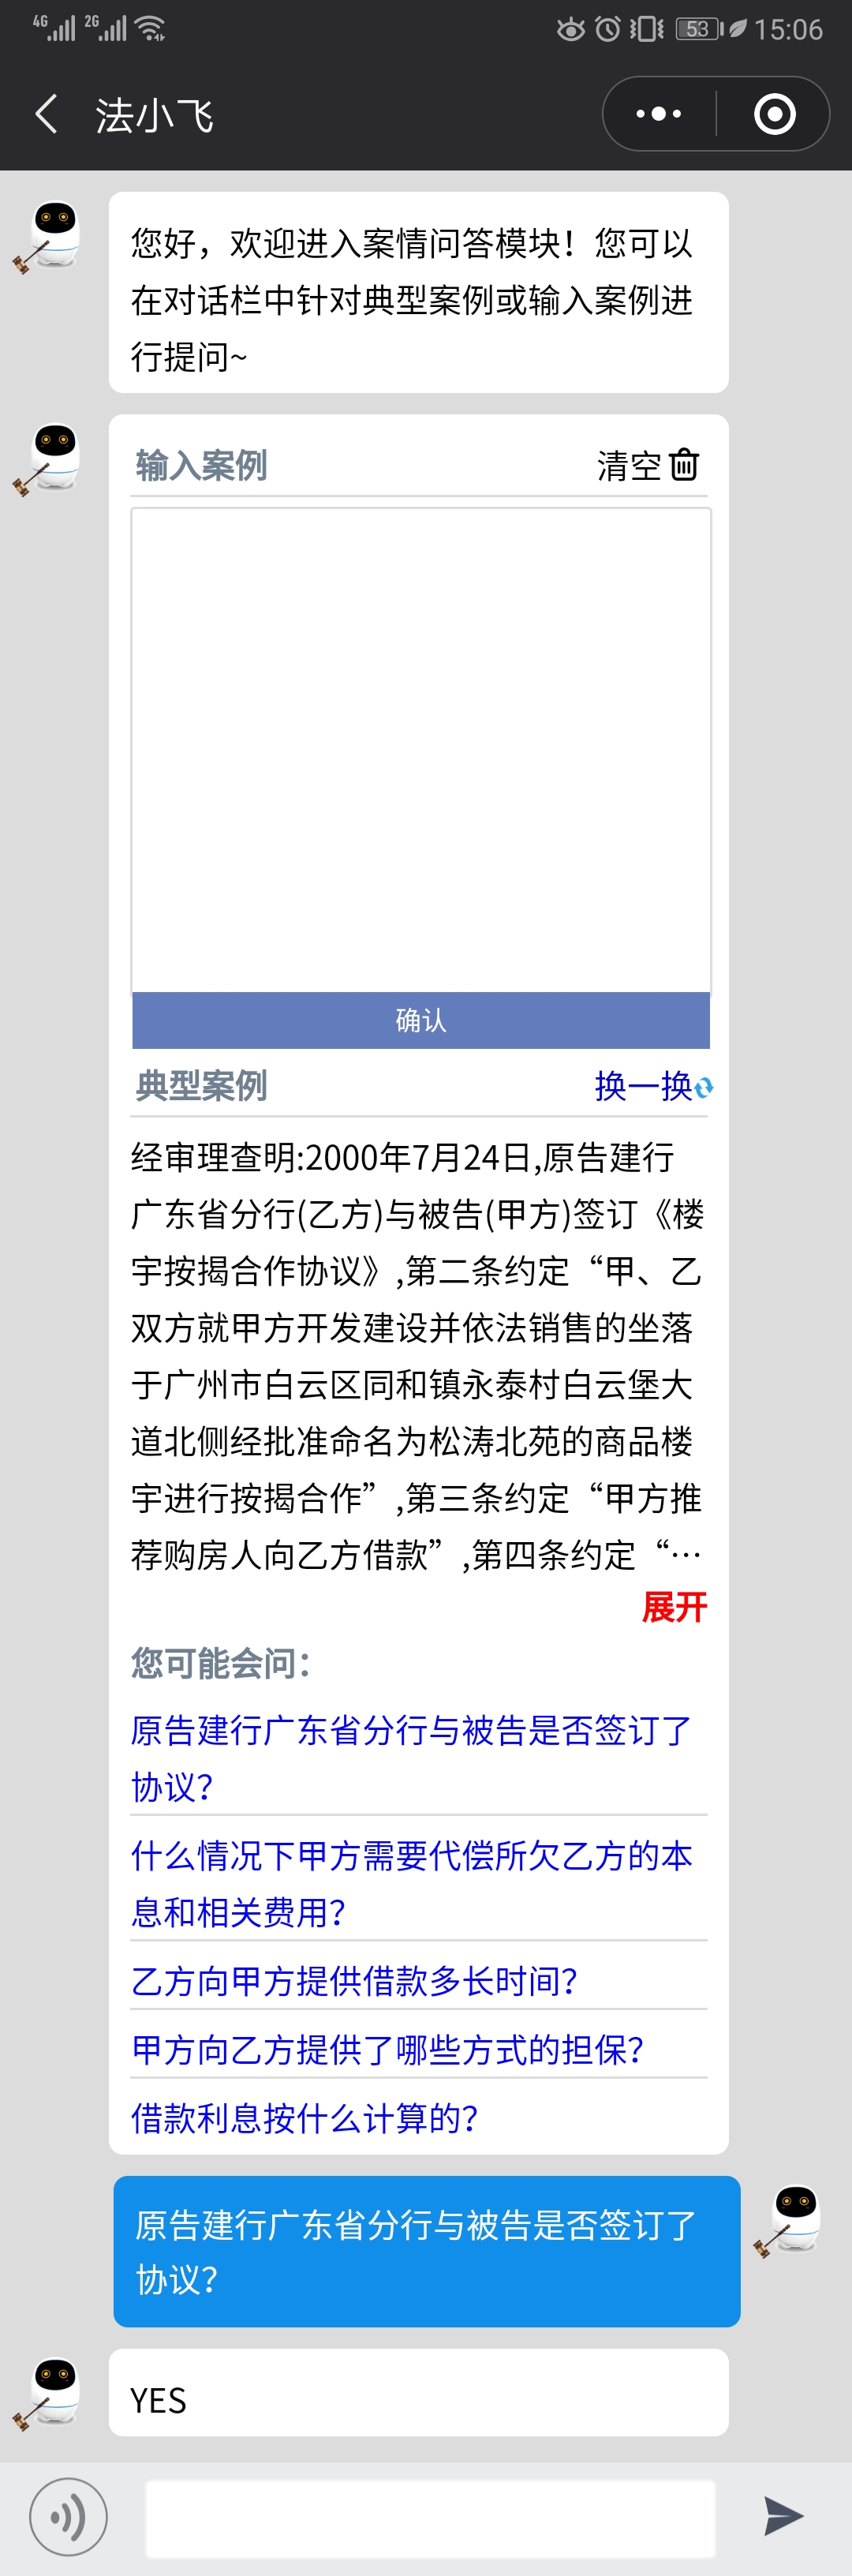 4G 2G 53 15:06
法小飞
您好，欢迎进入案情问答模块！您可以
在对话栏中针对典型案例或输入案例进
行提问~
输入案例 清空
确认
典型案例 换一换
经审理查明:2000年7月24日,原告建行
广东省分行(乙方)与被告(甲方)签订《楼
宇按揭合作协议》,第二条约定“甲、乙
双方就甲方开发建设并依法销售的坐落
于广州市白云区同和镇永泰村白云堡大
道北侧经批准命名为松涛北苑的商品楼
宇进行按揭合作”,第三条约定“甲方推
荐购房人向乙方借款”,第四条约定“…
展开
您可能会问：
原告建行广东省分行与被告是否签订了
协议？
什么情况下甲方需要代偿所欠乙方的本
息和相关费用？
乙方向甲方提供借款多长时间？
甲方向乙方提供了哪些方式的担保？
借款利息按什么计算的？
原告建行广东省分行与被告是否签订了
协议？
YES